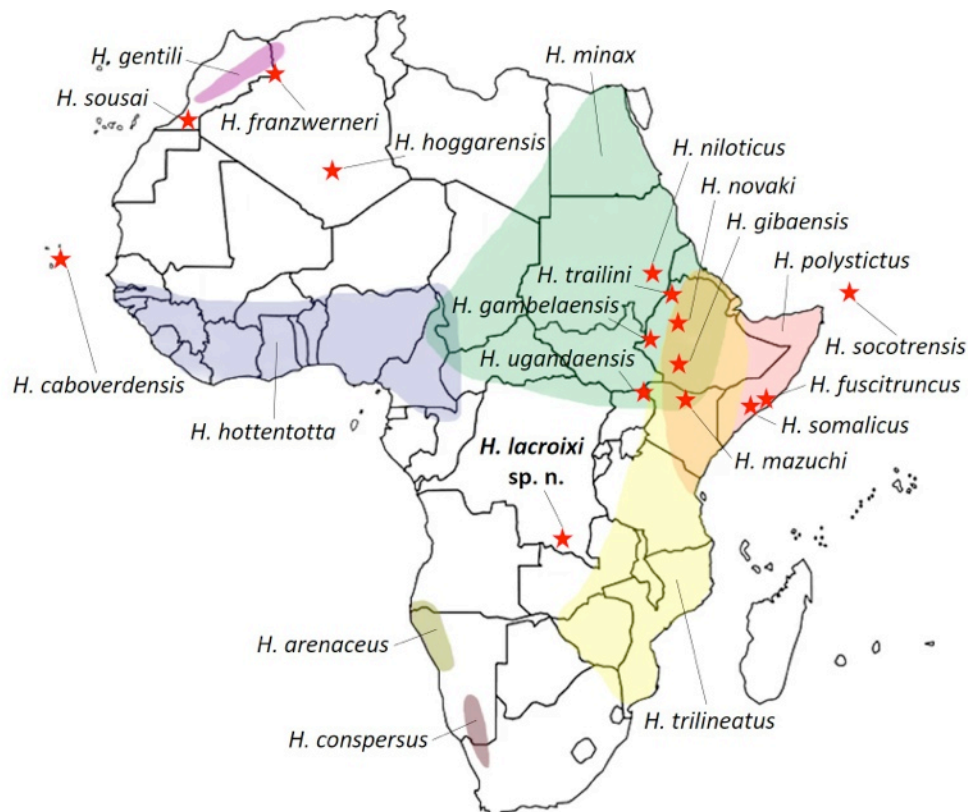 H. gentili
H. minax
H. sousai
H. franzwerneri
H. hoggarensis
H. niloticus
H. novaki
H. gibaensis
H. trailini
H. polystictus
H. gambelaensis
H. ugandaensis
H. socotrensis
H. caboverdensis
H. fuscitruncus
H. hottentotta
H. somalicus
H. lacroixi
sp. n.
H. mazuchi
H. arenaceus
H. trilineatus
H. conspersus